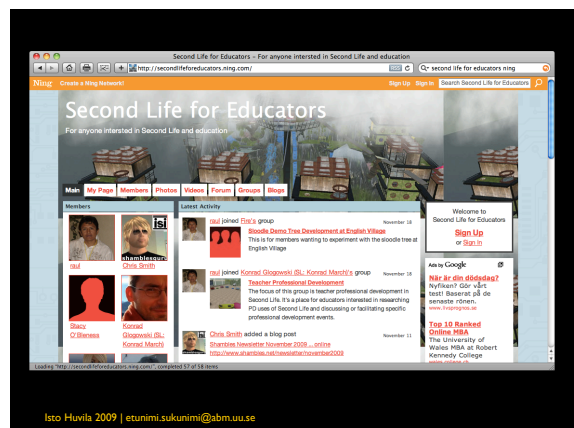 Second Life for Educators – For anyone intersted in Second Life and education
http://secondlifeforeducators.ning.com/
second life for educators ning
Ning Create a Ning Network! Sign Up Sign In Search Second Life for Educators
Second Life for Educators
For anyone intersted in Second Life and education
Main My Page Members Photos Videos Forum Groups Blogs
Members
raul
isi
shamblesguru
Chris Smith
Stacy
O'Bieness
Konrad
Glogowski (SL:
Konrad March)
Latest Activity
raul joined Fire's group November 18
Sloodle Demo Tree Development at English Village
This is for members wanting to experiment with the sloodle tree at
English Village.
raul joined Konrad Glogowski (SL: Konrad March)'s group November 18
Teacher Professional Development
The focus of this group is teacher professional development in
Second Life. It's a place for educators interested in researching
PD uses of Second Life and discussing or facilitating specific
professional development events.
Chris Smith added a blog post November 11
Shambles Newsletter November 2009 ... online
http://www.shambles.net/newsletter/november2009
Welcome to
Second Life for Educators
Sign Up
or Sign In
Ads by Google
När är din dödsdag?
Nyfiken? Gör vårt
test! Baserat på de
senaste rönen.
www.livsprognos.se
Top 10 Ranked
Online MBA
The University of
Wales MBA at Robert
Kennedy College
Loading "http://secondlifeforeducators.ning.com/", completed 57 of 58 items
Isto Huvila 2009 | etunimi.sukunimi@abm.uu.se